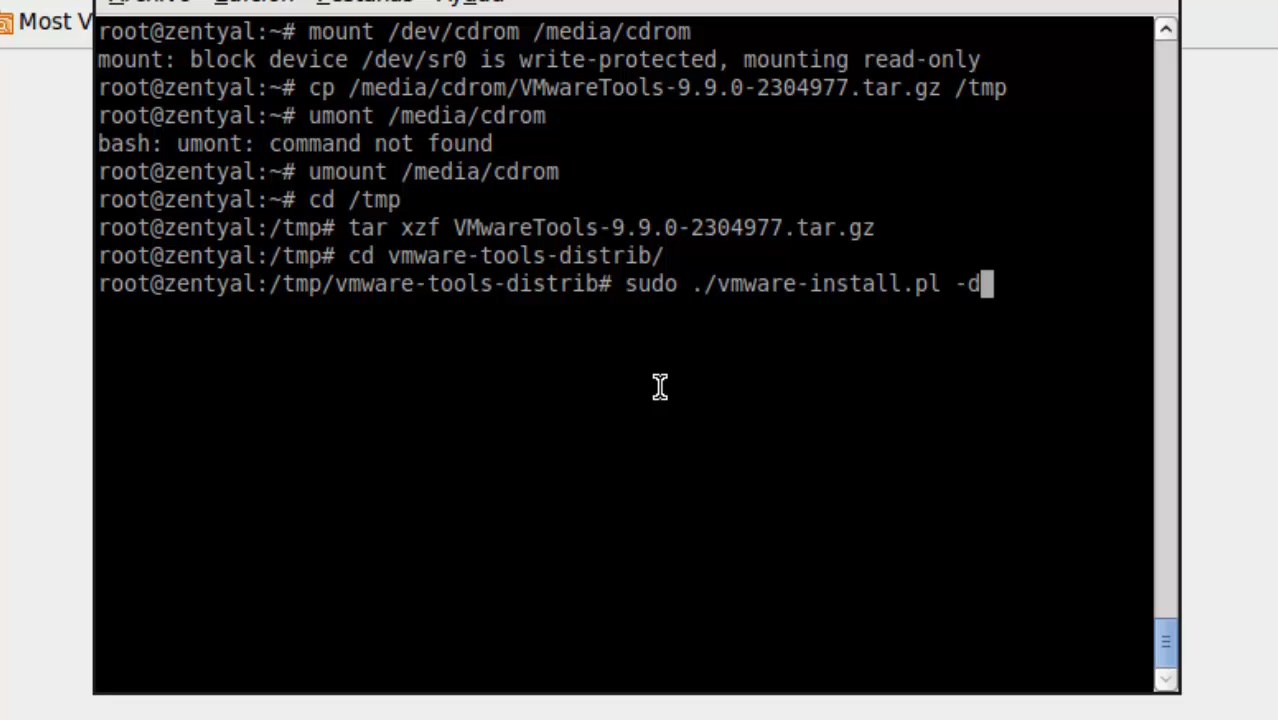 Most V
Archivo Edición Pestañas Ayuda
root@zentyal:~# mount /dev/cdrom /media/cdrom
mount: block device /dev/sr0 is write-protected, mounting read-only
root@zentyal:~# cp /media/cdrom/VMwareTools-9.9.0-2304977.tar.gz /tmp
root@zentyal:~# umont /media/cdrom
bash: umont: command not found
root@zentyal:~# umount /media/cdrom
root@zentyal:~# cd /tmp
root@zentyal:/tmp# tar xzf VMwareTools-9.9.0-2304977.tar.gz
root@zentyal:/tmp# cd vmware-tools-distrib/
root@zentyal:/tmp/vmware-tools-distrib# sudo ./vmware-install.pl -d